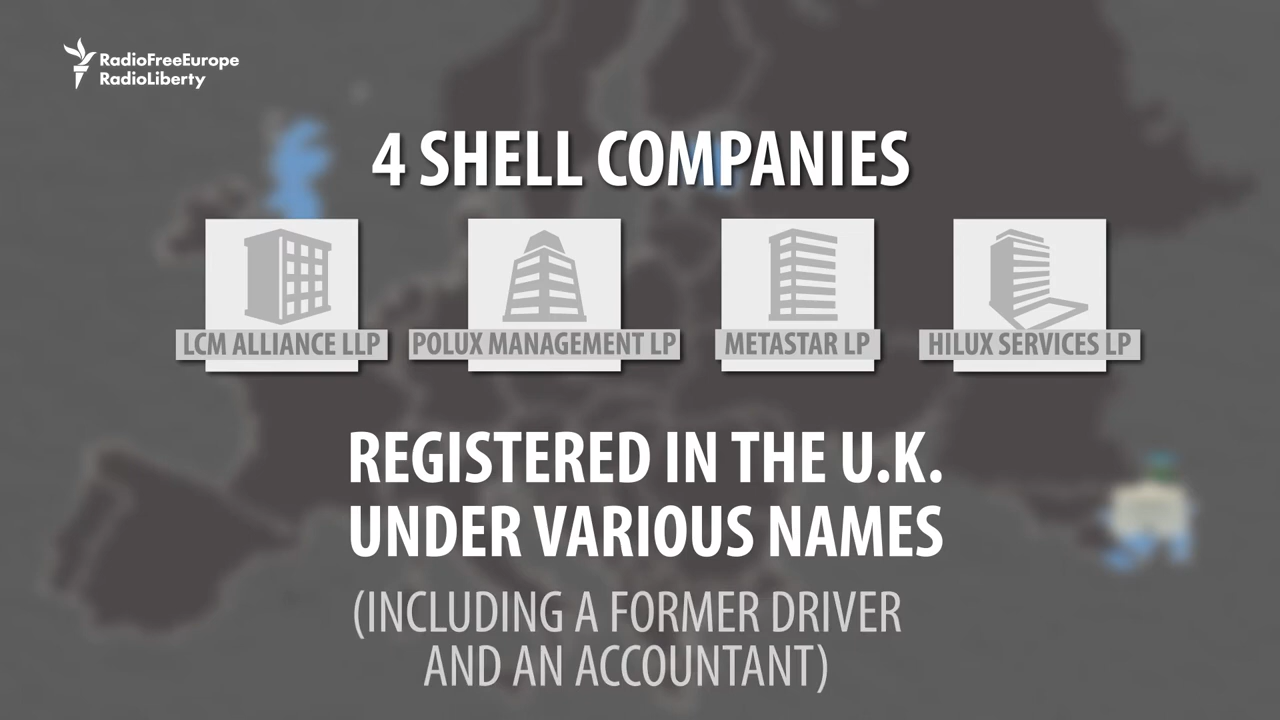 RadioFreeEurope
RadioLiberty
4 SHELL COMPANIES
LCM ALLIANCE LLP
POLUX MANAGEMENT LP
METASTAR LP
HILUX SERVICES LP
REGISTERED IN THE U.K.
UNDER VARIOUS NAMES
(INCLUDING A FORMER DRIVER
AND AN ACCOUNTANT)